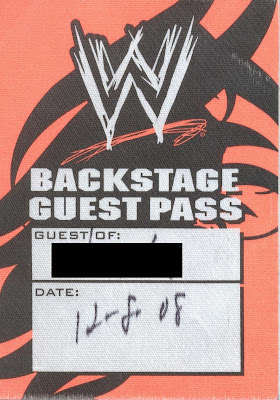 W
BACKSTAGE
GUEST PASS
GUEST OF:
DATE:
12-8-08